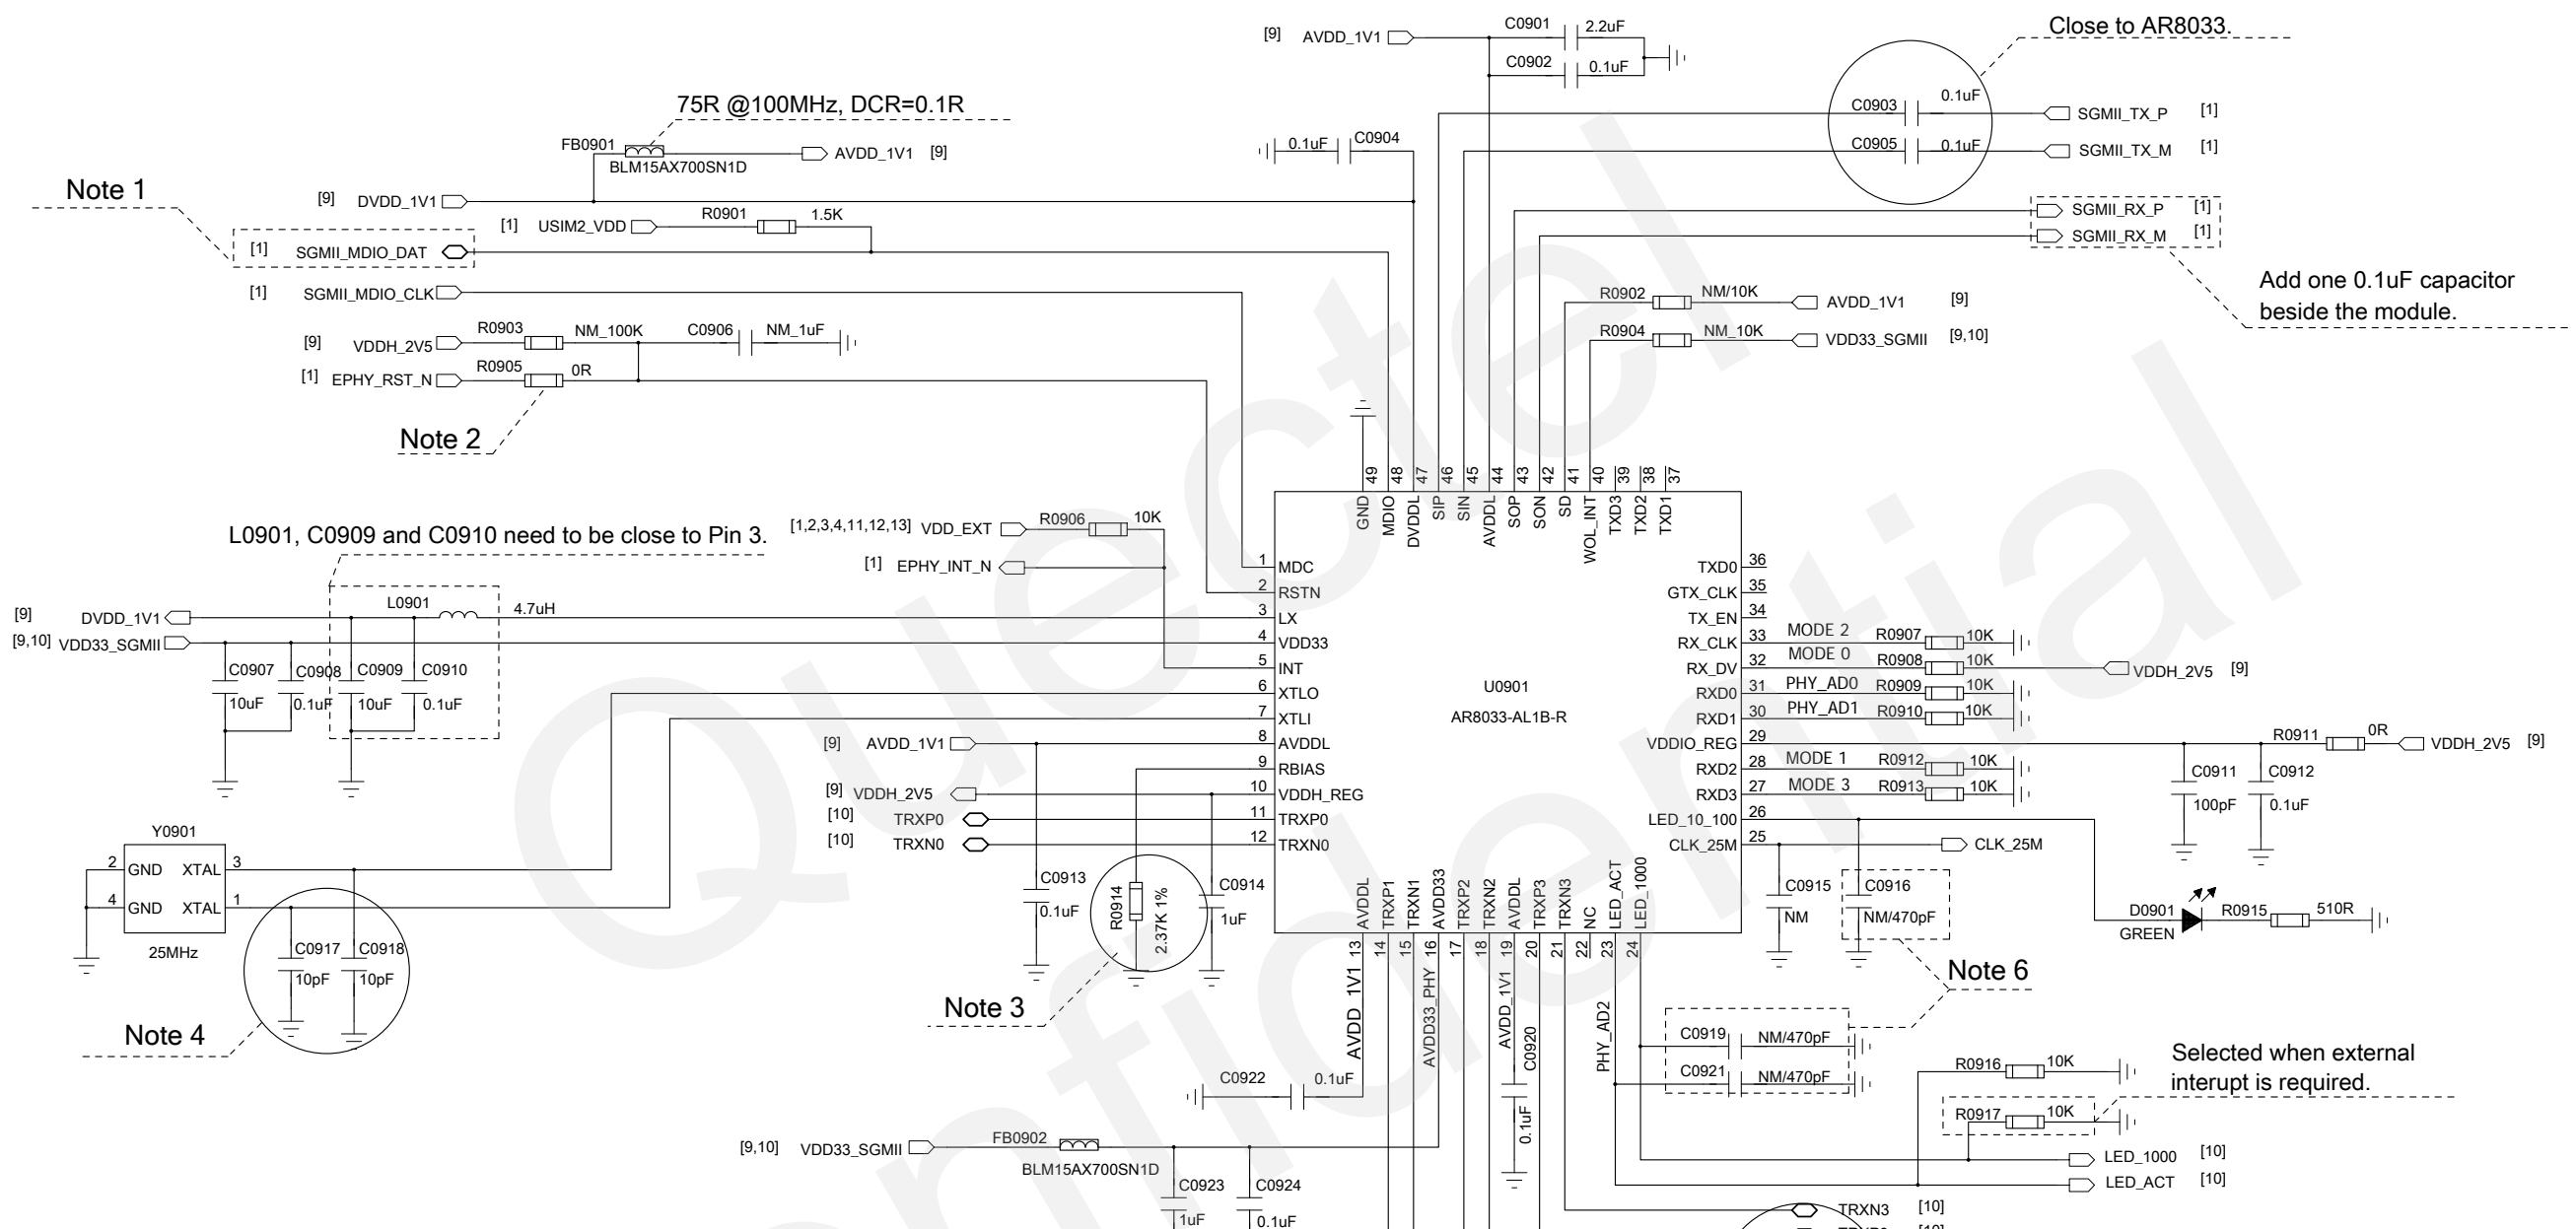 [9] AVDD_1V1
C0901 2.2uF
C0902 0.1uF
Close to AR8033.
75R @100MHz, DCR=0.1R
FB0901
BLM15AX700SN1D
AVDD_1V1 [9]
0.1uF C0904
C0903 0.1uF
SGMII_TX_P [1]
C0905 0.1uF
SGMII_TX_M [1]
Note 1
[9] DVDD_1V1
[1] USIM2_VDD
R0901 1.5K
[1] SGMII_MDIO_DAT
[1] SGMII_MDIO_CLK
SGMII_RX_P [1]
SGMII_RX_M [1]
Add one 0.1uF capacitor
beside the module.
R0902 NM/10K
AVDD_1V1 [9]
R0904 NM_10K
VDD33_SGMII [9,10]
[9] VDDH_2V5
R0903 NM_100K
C0906 NM_1uF
[1] EPHY_RST_N
R0905 0R
Note 2
49 48 47 46 45 44 43 42 41 40 39 38 37
GND MDIO DVDDL SIP SIN AVDDL SOP SON SD WOL_INT TXD3 TXD2 TXD1
L0901, C0909 and C0910 need to be close to Pin 3.
[1,2,3,4,11,12,13] VDD_EXT
R0906 10K
[1] EPHY_INT_N
[9] DVDD_1V1
L0901 4.7uH
[9,10] VDD33_SGMII
C0907
10uF
C0908
0.1uF
C0909
10uF
C0910
0.1uF
1 MDC
2 RSTN
3 LX
4 VDD33
5 INT
6 XTLO
7 XTLI
8 AVDDL
9 RBIAS
10 VDDH_REG
11 TRXP0
12 TRXN0
U0901
AR8033-AL1B-R
TXD0 36
GTX_CLK 35
TX_EN 34
RX_CLK 33 MODE 2 R0907 10K
RX_DV 32 MODE 0 R0908 10K VDDH_2V5 [9]
RXD0 31 PHY_AD0 R0909 10K
RXD1 30 PHY_AD1 R0910 10K
VDDIO_REG 29 R0911 0R VDDH_2V5 [9]
RXD2 28 MODE 1 R0912 10K
RXD3 27 MODE 3 R0913 10K
LED_10_100 26
CLK_25M 25 CLK_25M
C0911
100pF
C0912
0.1uF
[9] AVDD_1V1
[9] VDDH_2V5
[10] TRXP0
[10] TRXN0
Y0901
2 GND XTAL 3
4 GND XTAL 1
25MHz
C0917
10pF
C0918
10pF
Note 4
C0913
0.1uF
R0914
2.37K 1%
C0914
1uF
Note 3
AVDDL TRXP1 TRXN1 AVDD33 TRXP2 TRXN2 AVDDL TRXP3 TRXN3 NC LED_ACT LED_1000
13 14 15 16 17 18 19 20 21 22 23 24
C0915
NM
C0916
NM/470pF
D0901
GREEN
R0915 510R
Note 6
AVDD_1V1
AVDD33_PHY
AVDD_1V1
C0920
0.1uF
PHY_AD2
C0919 NM/470pF
C0921 NM/470pF
Selected when external
interupt is required.
R0916 10K
R0917 10K
C0922 0.1uF
[9,10] VDD33_SGMII
FB0902
BLM15AX700SN1D
C0923
1uF
C0924
0.1uF
LED_1000 [10]
LED_ACT [10]
TRXN3 [10]
Quectel
Confidential